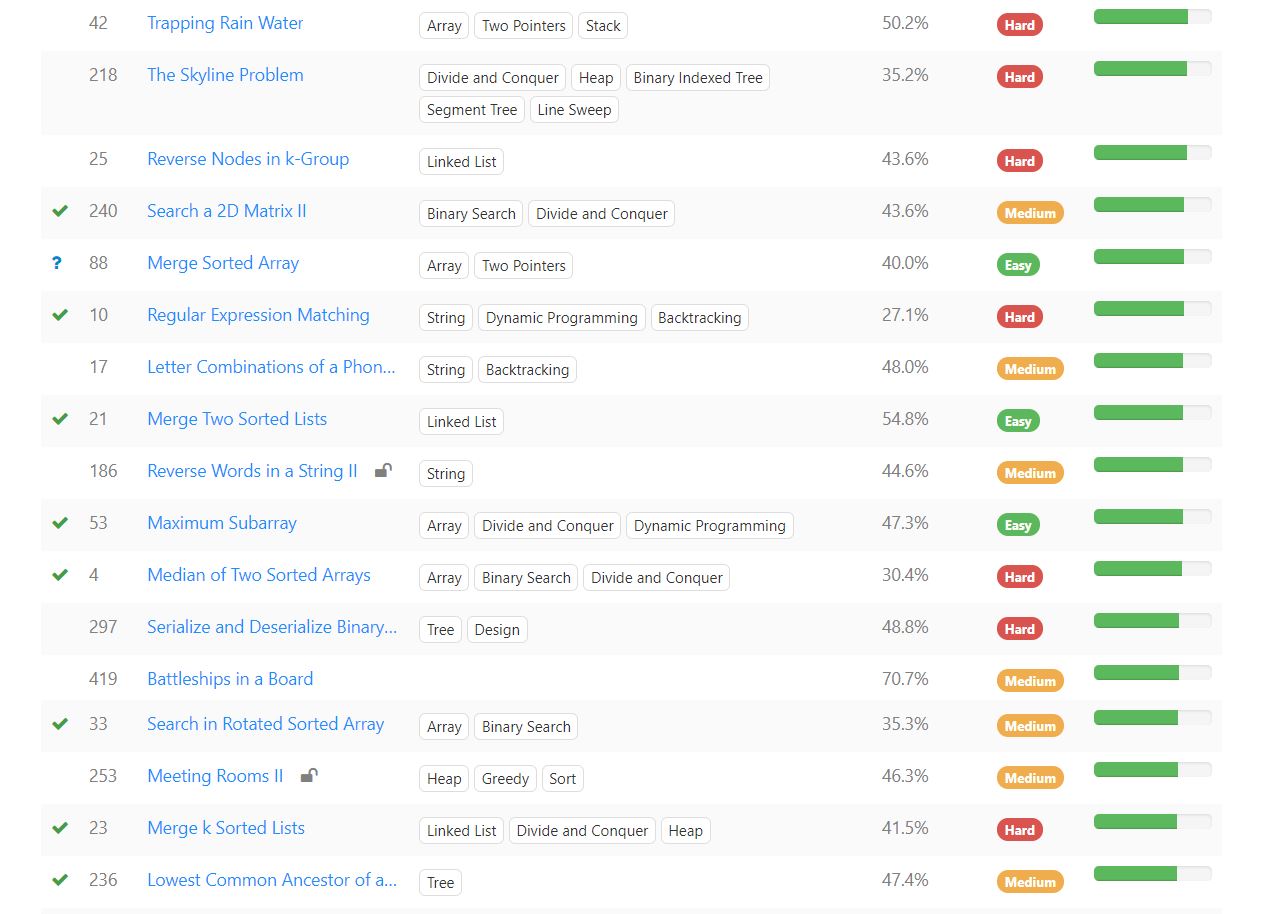 42 Trapping Rain Water Array Two Pointers Stack 50.2% Hard
218 The Skyline Problem Divide and Conquer Heap Binary Indexed Tree 35.2% Hard
Segment Tree Line Sweep
25 Reverse Nodes in k-Group Linked List 43.6% Hard
240 Search a 2D Matrix II Binary Search Divide and Conquer 43.6% Medium
? 88 Merge Sorted Array Array Two Pointers 40.0% Easy
10 Regular Expression Matching String Dynamic Programming Backtracking 27.1% Hard
17 Letter Combinations of a Phon... String Backtracking 48.0% Medium
21 Merge Two Sorted Lists Linked List 54.8% Easy
186 Reverse Words in a String II String 44.6% Medium
53 Maximum Subarray Array Divide and Conquer Dynamic Programming 47.3% Easy
4 Median of Two Sorted Arrays Array Binary Search Divide and Conquer 30.4% Hard
297 Serialize and Deserialize Binary... Tree Design 48.8% Hard
419 Battleships in a Board 70.7% Medium
33 Search in Rotated Sorted Array Array Binary Search 35.3% Medium
253 Meeting Rooms II Heap Greedy Sort 46.3% Medium
23 Merge k Sorted Lists Linked List Divide and Conquer Heap 41.5% Hard
236 Lowest Common Ancestor of a... Tree 47.4% Medium